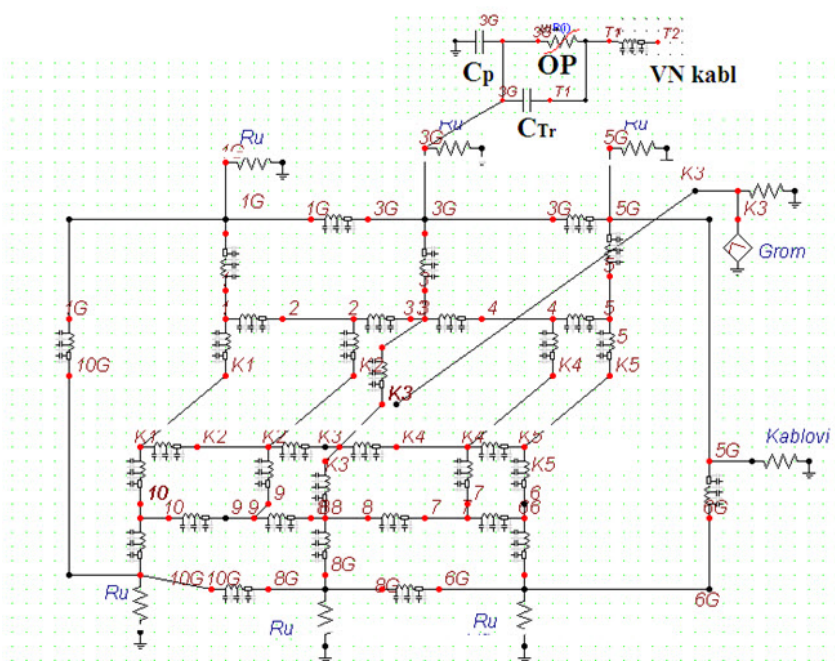 3G
3G
R(i)
T1
T2
Cp
OP
VN kabl
3G
T1
CTr
Ru
3G
Ru
5G
Ru
1G
K3
1G
1G
3G
3G
3G
5G
K3
Grom
1G
1
2
2
3
3
4
4
5
5
10G
K1
K2
K4
K5
K3
K1
K2
K2
K3
K4
K4
K5
5G
Kablovi
K3
K5
10
9
7
6
10
9
9
8
8
8
7
7
6
6
6G
8G
10G
10G
8G
8G
6G
6G
Ru
Ru
Ru